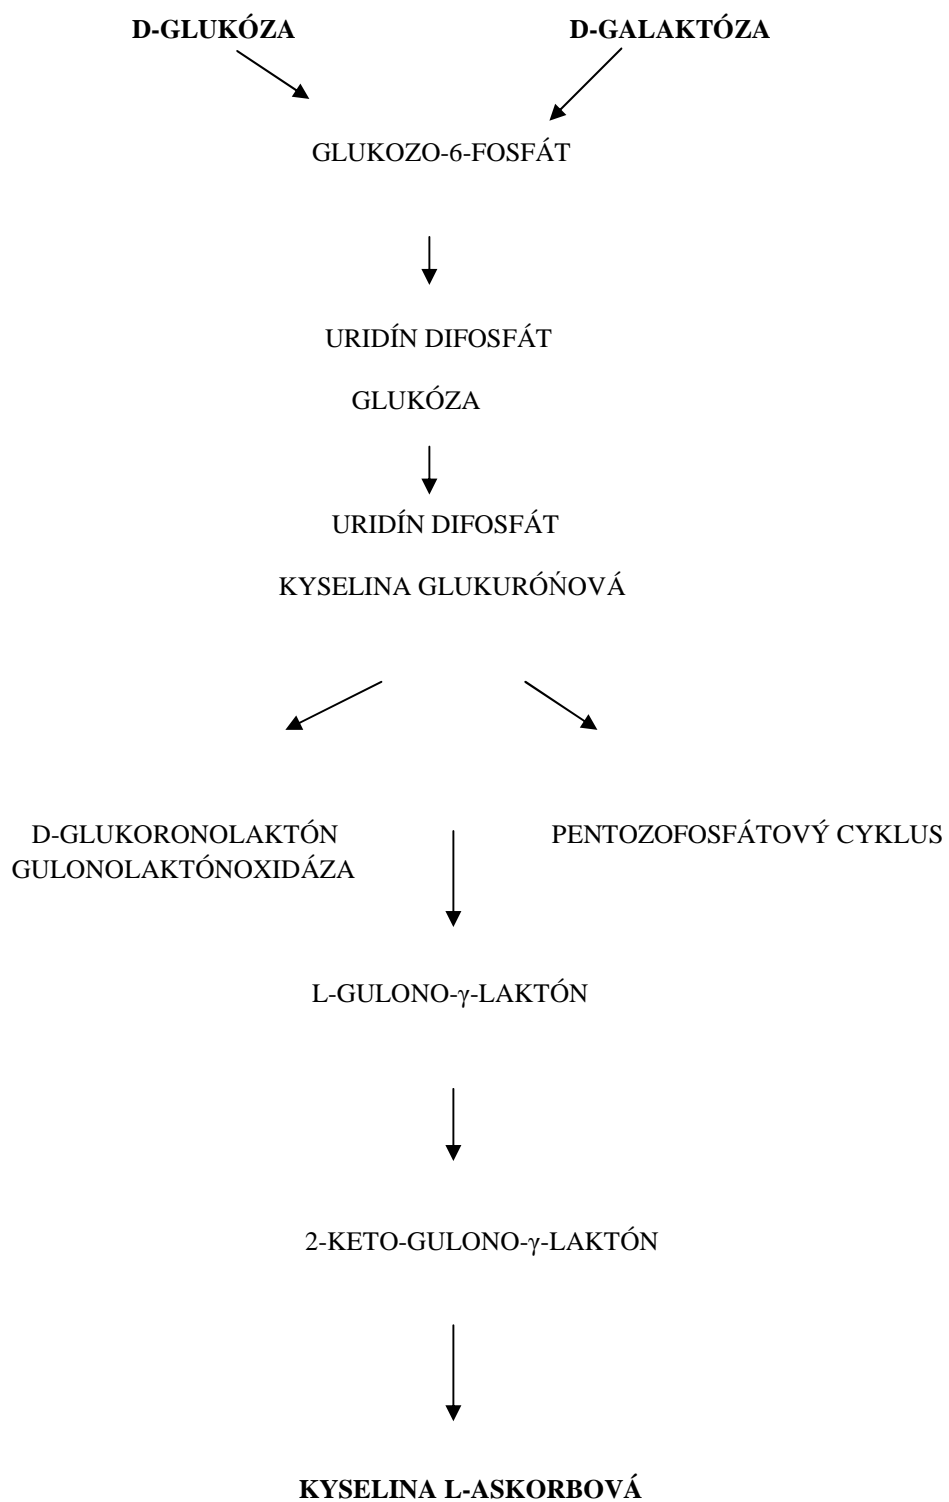 D-GLUKÓZA D-GALAKTÓZA
GLUKOZO-6-FOSFÁT
URIDÍN DIFOSFÁT
GLUKÓZA
URIDÍN DIFOSFÁT
KYSELINA GLUKURÓŃOVÁ
D-GLUKORONOLAKTÓN PENTOZOFOSFÁTOVÝ CYKLUS
GULONOLAKTÓNOXIDÁZA
L-GULONO-γ-LAKTÓN
2-KETO-GULONO-γ-LAKTÓN
KYSELINA L-ASKORBOVÁ